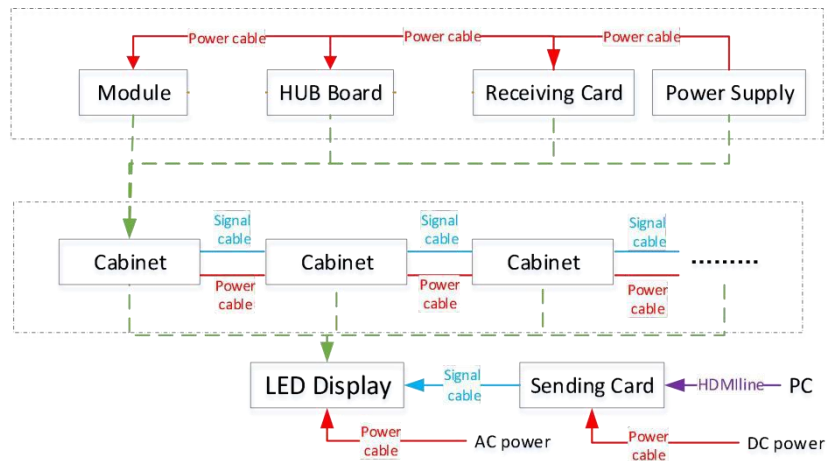 Power cable Power cable Power cable
Module HUB Board Receiving Card Power Supply
Signal cable Signal cable Signal cable
Cabinet Cabinet Cabinet .........
Power cable Power cable Power cable
LED Display Signal cable Sending Card HDMIline PC
Power cable AC power Power cable DC power